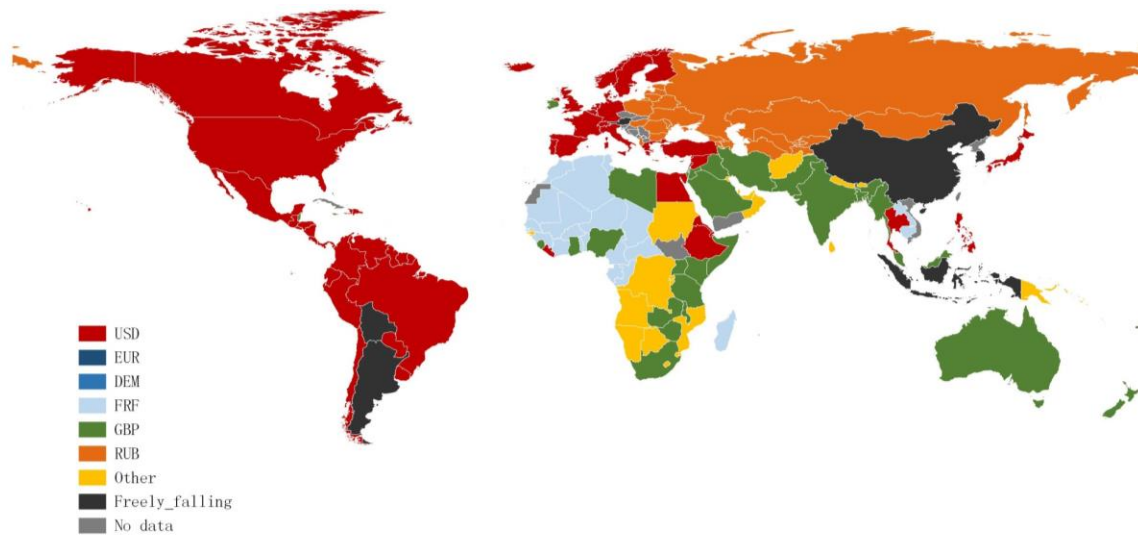 USD
EUR
DEM
FRF
GBP
RUB
Other
Freely_falling
No data